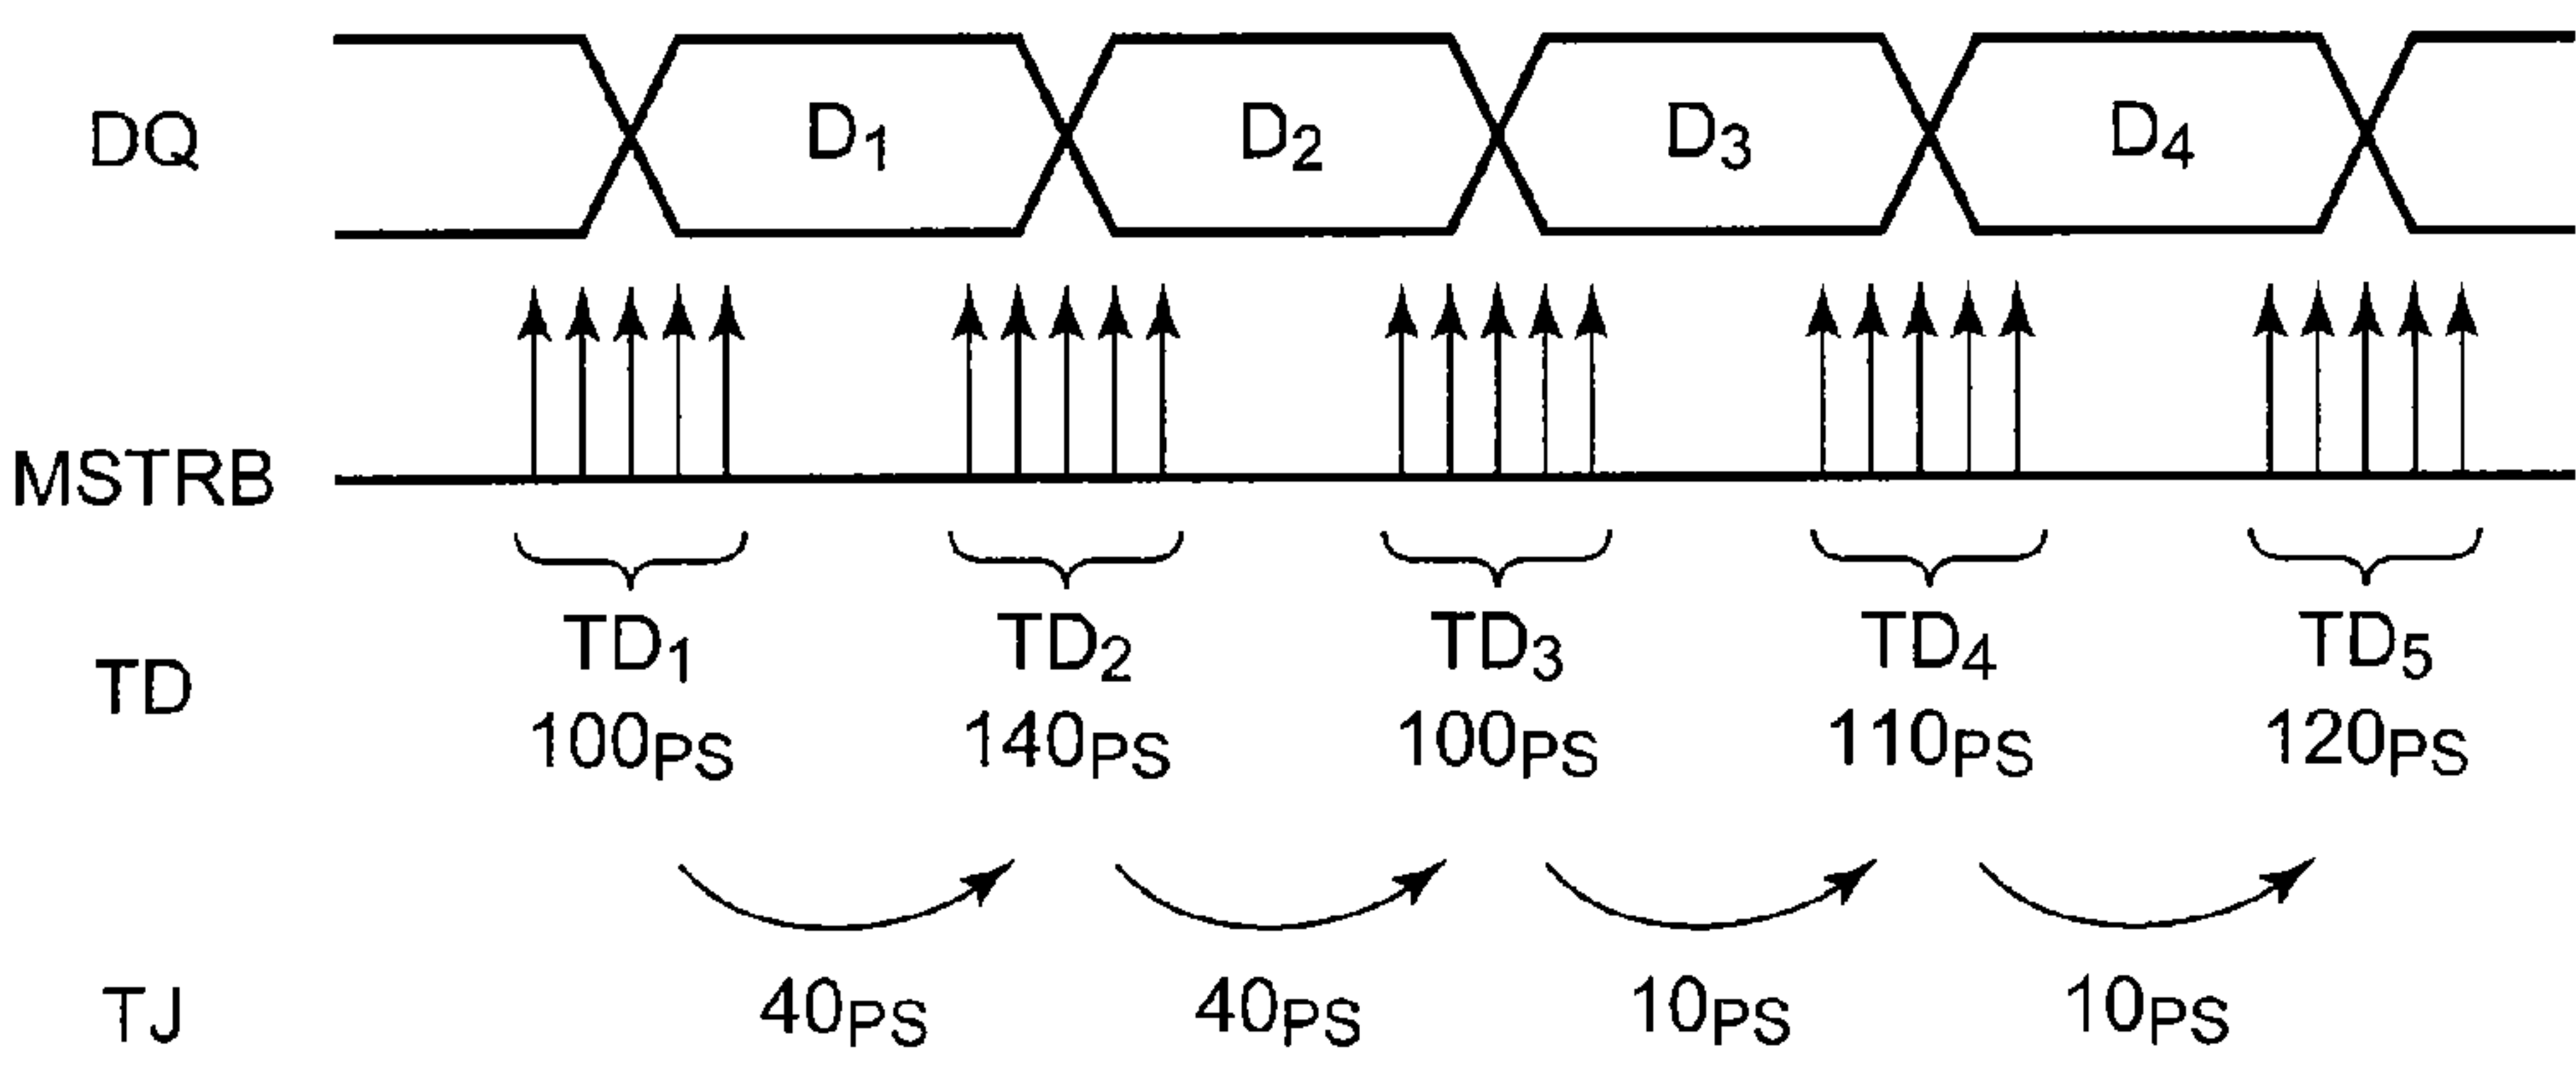 DQ D1 D2 D3 D4
MSTRB
TD1 TD2 TD3 TD4 TD5
TD
100PS 140PS 100PS 110PS 120PS
TJ 40PS 40PS 10PS 10PS